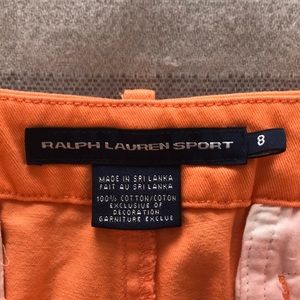 RALPH LAUREN SPORT
8
MADE IN SRI LANKA
FAIT AU SRI LANKA
100% COTTON/COTON
EXCLUSIVE OF
DECORATION
GARNITURE EXCLUE